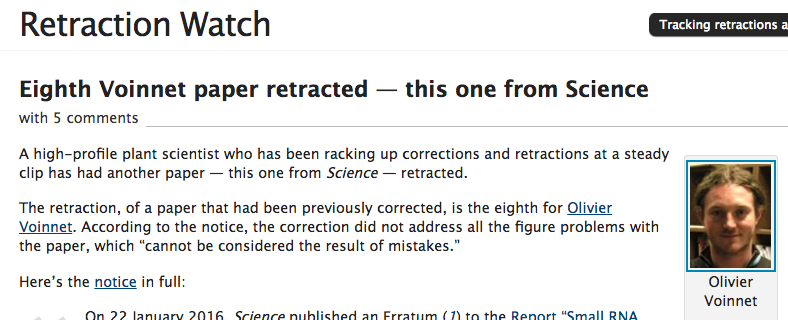 Retraction Watch
Tracking retractions a
Eighth Voinnet paper retracted — this one from Science
with 5 comments
A high-profile plant scientist who has been racking up corrections and retractions at a steady
clip has had another paper — this one from Science — retracted.
The retraction, of a paper that had been previously corrected, is the eighth for Olivier
Voinnet. According to the notice, the correction did not address all the figure problems with
the paper, which “cannot be considered the result of mistakes.”
Olivier
Voinnet
Here’s the notice in full:
On 22 January 2016, Science published an Erratum (1) to the Report “Small RNA